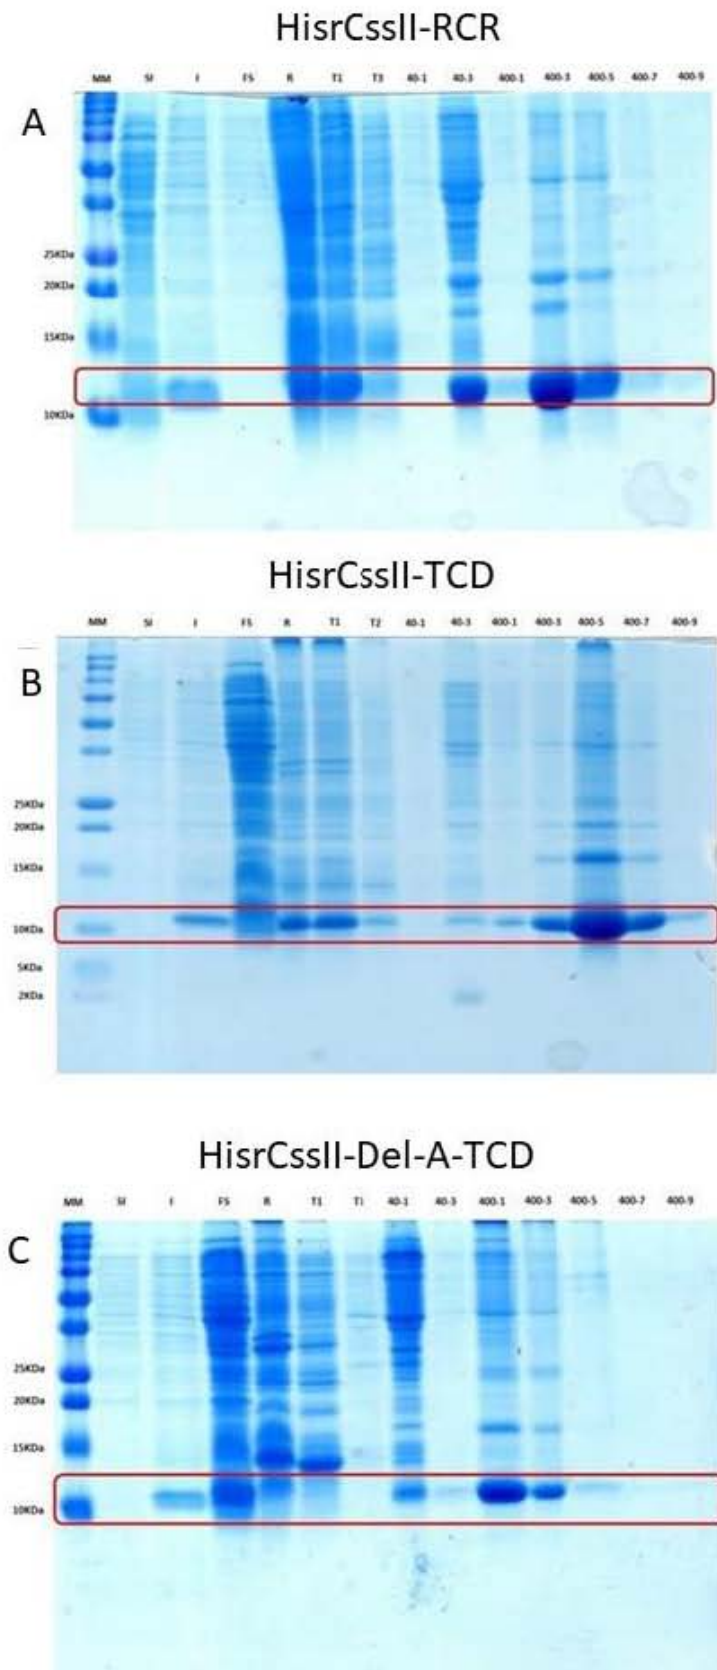 HisrCssII-RCR
MM SI I FS R T1 T3 40-1 40-3 400-1 400-3 400-5 400-7 400-9
A
25KDa
20KDa
15KDa
10KDa
HisrCssII-TCD
MM SI I FS R T1 T2 40-1 40-3 400-1 400-3 400-5 400-7 400-9
B
25KDa
20KDa
15KDa
10KDa
5KDa
2KDa
HisrCssII-Del-A-TCD
MM SI I FS R T1 T1 40-1 40-3 400-1 400-3 400-5 400-7 400-9
C
25KDa
20KDa
15KDa
10KDa